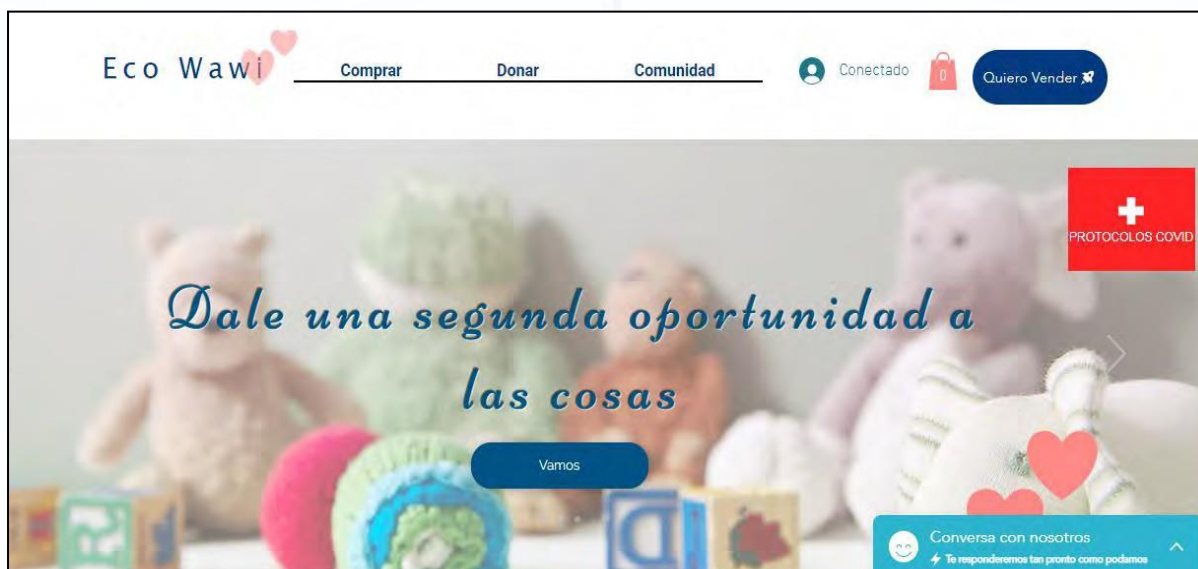 Eco Wawi
Comprar Donar Comunidad
Conectado
0
Quiero Vender
PROTOCOLOS COVID
Dale una segunda oportunidad a
las cosas
Vamos
R
D
Conversa con nosotros
Te responderemos tan pronto como podamos